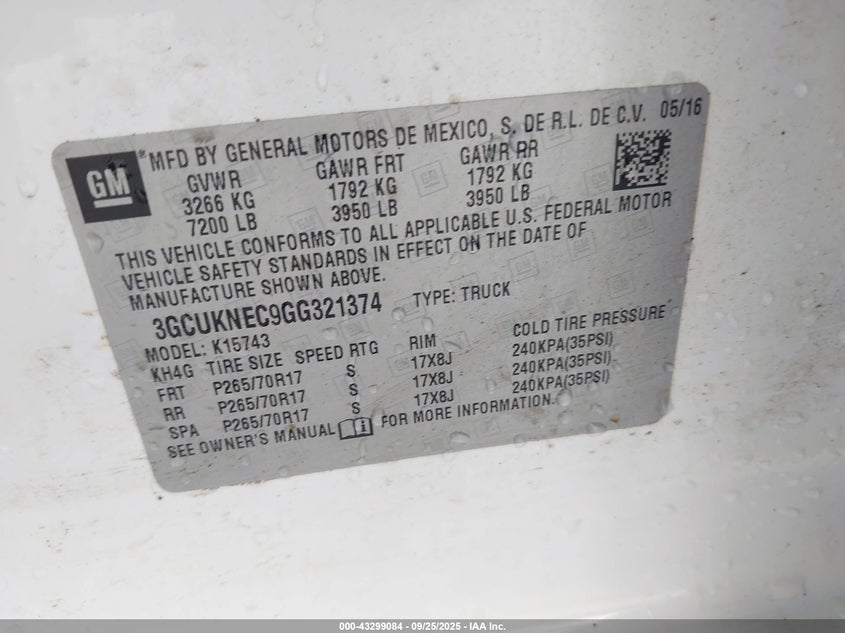 GM ® MFD BY GENERAL MOTORS DE MEXICO, S. DE R.L. DE C.V. 05/16
GVWR GAWR FRT GAWR RR
3266 KG 1792 KG 1792 KG
7200 LB 3950 LB 3950 LB
THIS VEHICLE CONFORMS TO ALL APPLICABLE U.S. FEDERAL MOTOR
VEHICLE SAFETY STANDARDS IN EFFECT ON THE DATE OF
MANUFACTURE SHOWN ABOVE.
3GCUKNEC9GG321374 TYPE: TRUCK
MODEL: K15743
KH4G TIRE SIZE SPEED RTG RIM COLD TIRE PRESSURE
FRT P265/70R17 S 17X8J 240KPA(35PSI)
RR P265/70R17 S 17X8J 240KPA(35PSI)
SPA P265/70R17 S 17X8J 240KPA(35PSI)
SEE OWNER'S MANUAL FOR MORE INFORMATION.
000-43299084 - 09/25/2025 - IAA Inc.